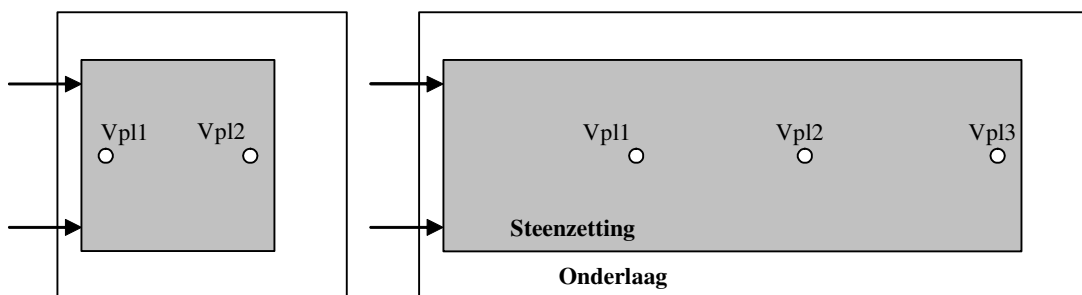 Vpl1 Vpl2
Vpl1 Vpl2 Vpl3
Steenzetting
Onderlaag